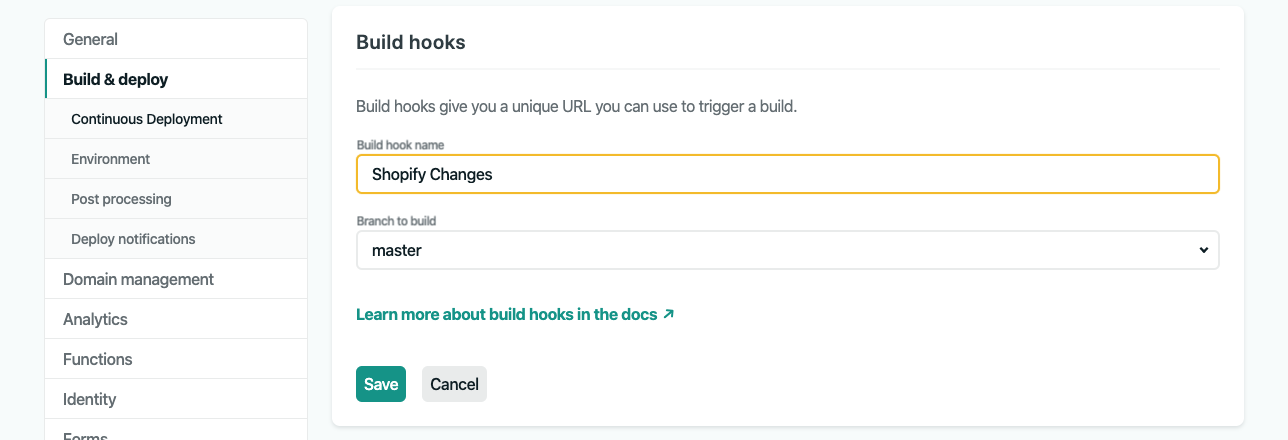 General
Build & deploy
Continuous Deployment
Environment
Post processing
Deploy notifications
Domain management
Analytics
Functions
Identity
Forms
Build hooks
Build hooks give you a unique URL you can use to trigger a build.
Build hook name
Shopify Changes
Branch to build
master
Learn more about build hooks in the docs
Save Cancel